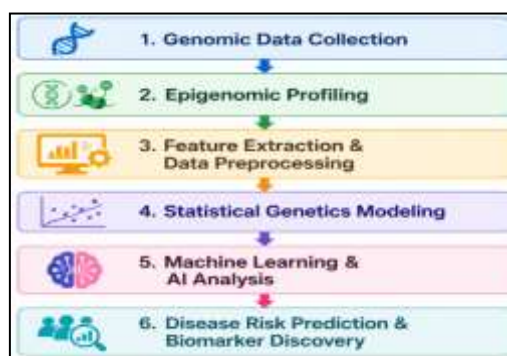 1. Genomic Data Collection
2. Epigenomic Profiling
3. Feature Extraction &
Data Preprocessing
4. Statistical Genetics Modeling
5. Machine Learning &
AI Analysis
6. Disease Risk Prediction &
Biomarker Discovery